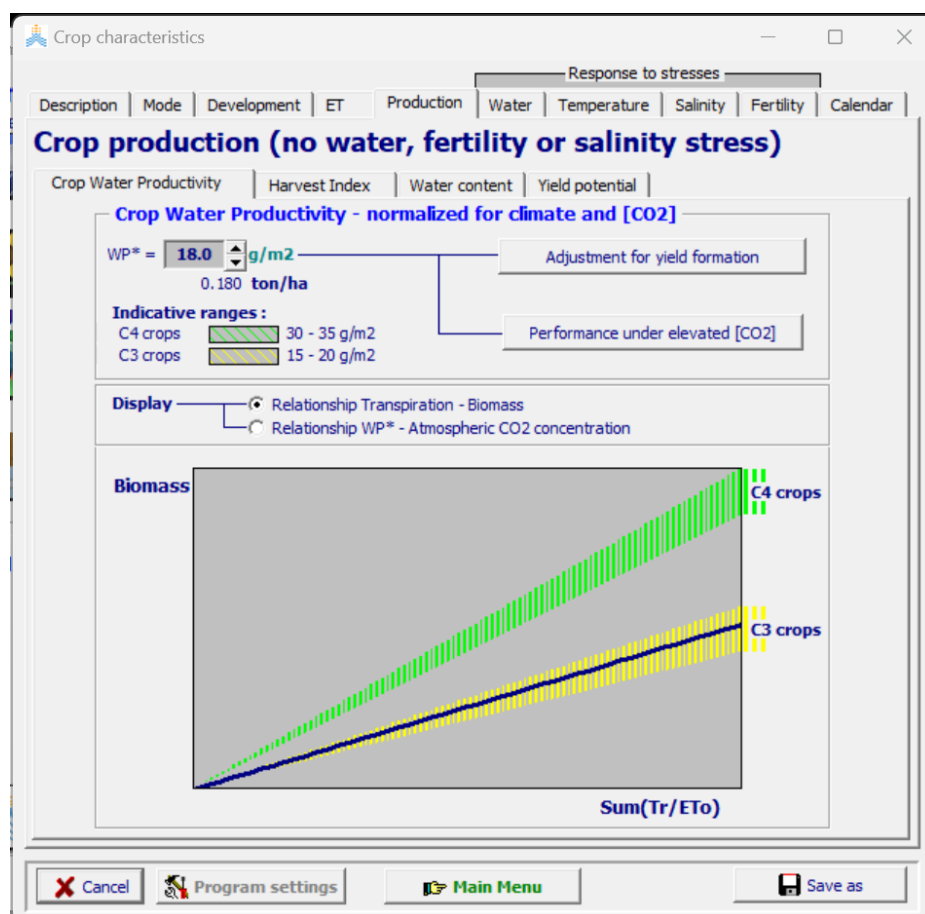 Crop characteristics
Response to stresses
Description Mode Development ET Production Water Temperature Salinity Fertility Calendar
Crop production (no water, fertility or salinity stress)
Crop Water Productivity Harvest Index Water content Yield potential
Crop Water Productivity - normalized for climate and [CO2]
WP* = 18.0 g/m2 Adjustment for yield formation
0.180 ton/ha
Indicative ranges :
C4 crops 30 - 35 g/m2 Performance under elevated [CO2]
C3 crops 15 - 20 g/m2
Display Relationship Transpiration - Biomass
Relationship WP* - Atmospheric CO2 concentration
Biomass
C4 crops
C3 crops
Sum(Tr/ETo)
Cancel Program settings Main Menu Save as